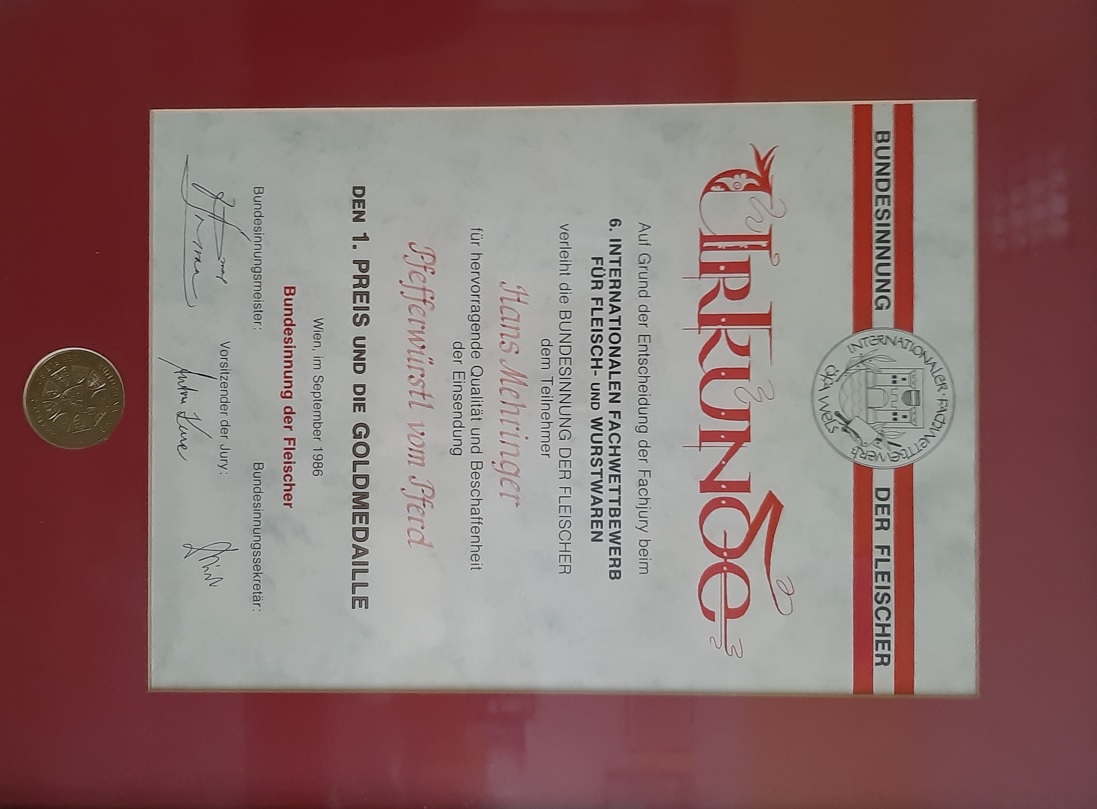 BUNDESINNUNG DER FLEISCHER
INTERNATIONALER FACHWETTBEWERB
Urkunde
Auf Grund der Entscheidung der Fachjury beim
6. INTERNATIONALEN FACHWETTBEWERB
FÜR FLEISCH- UND WURSTWAREN
verleiht die BUNDESINNUNG DER FLEISCHER
dem Teilnehmer
Hans Mehringer
für hervorragende Qualität und Beschaffenheit
der Einsendung
Pfefferwürstl vom Pferd
DEN 1. PREIS UND DIE GOLDMEDAILLE
Wien, im September 1986
Bundesinnung der Fleischer
Bundesinnungsmeister:
Vorsitzender der Jury:
Bundesinnungssekretär: